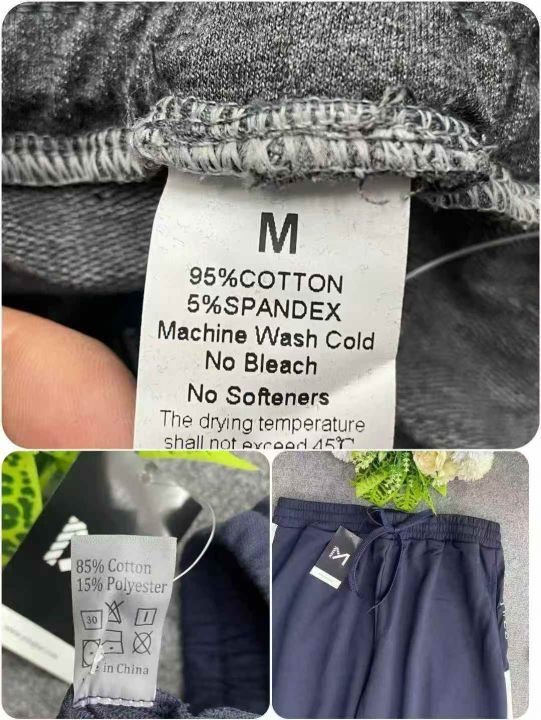 M
95%COTTON
5%SPANDEX
Machine Wash Cold
No Bleach
No Softeners
The drying temperature
shall not exceed 45℃
85% Cotton
15% Polyester
30
in China